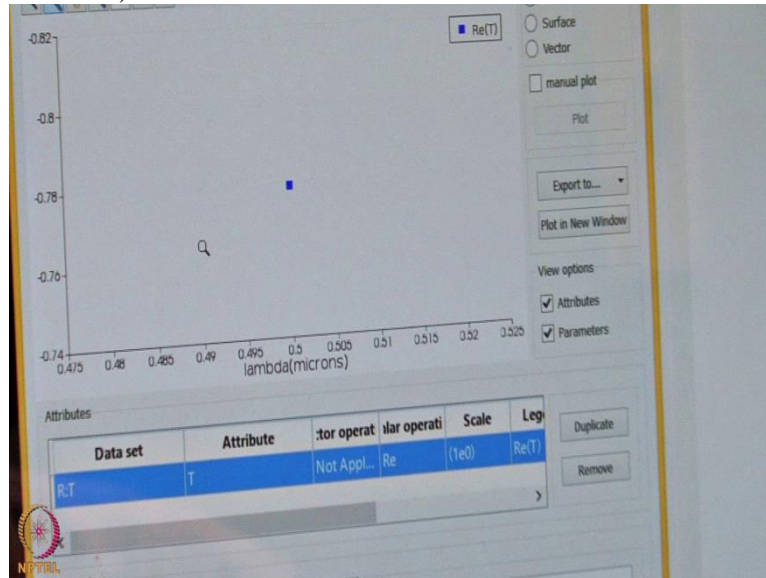 -0.82
Re(T)
Surface
Vector
-0.8
manual plot
Plot
-0.78
Export to....
Plot in New Window
-0.76
View options
Attributes
Parameters
-0.74
0.475 0.48 0.485 0.49 0.495 0.5 0.505 0.51 0.515 0.52 0.525
lambda(microns)
Attributes
Data set Attribute :tor operat ılar operati Scale Leg
Duplicate
R:T T Not Appl... Re (1e0) Re(T)
Remove
NPTEL